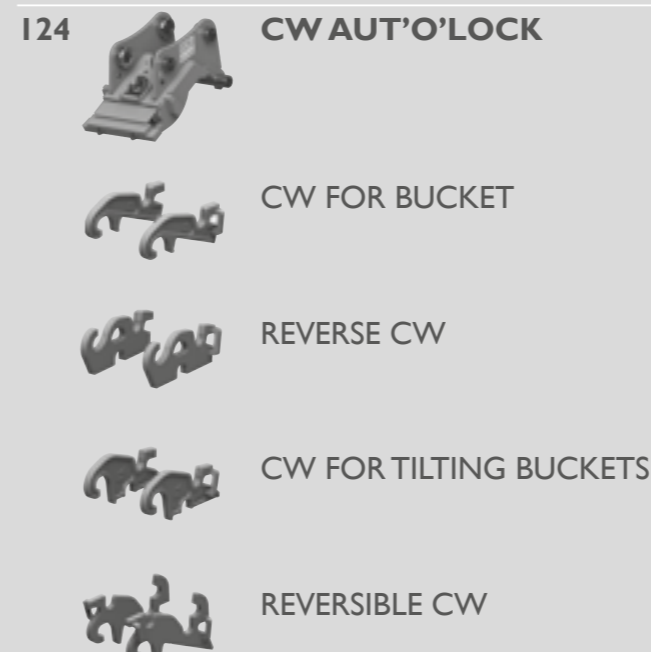 124 CW AUT’O’LOCK
CW FOR BUCKET
REVERSE CW
CW FOR TILTING BUCKETS
REVERSIBLE CW